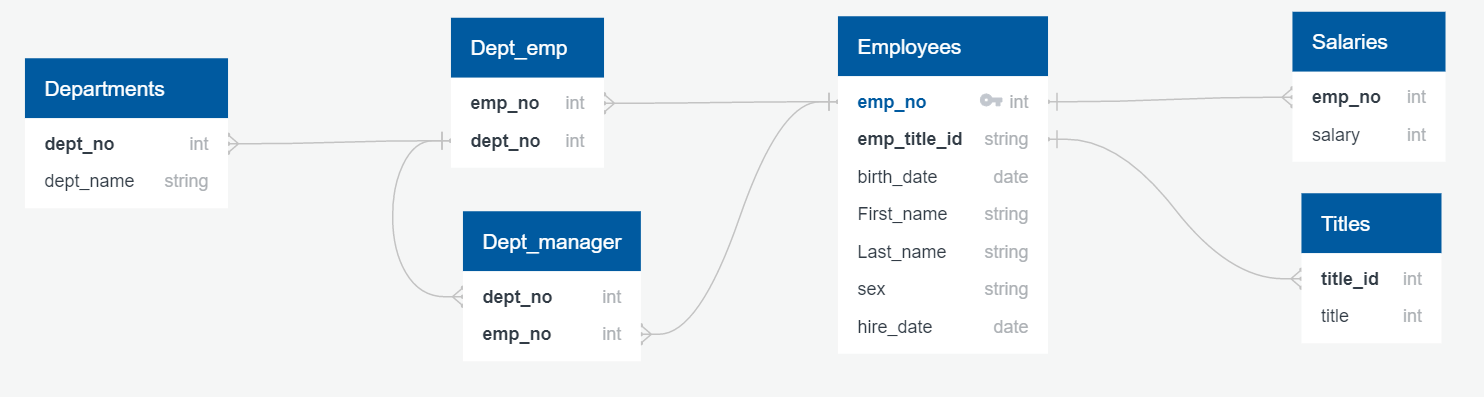 Departments
dept_no int
dept_name string
Dept_emp
emp_no int
dept_no int
Dept_manager
dept_no int
emp_no int
Employees
emp_no int
emp_title_id string
birth_date date
First_name string
Last_name string
sex string
hire_date date
Salaries
emp_no int
salary int
Titles
title_id int
title int